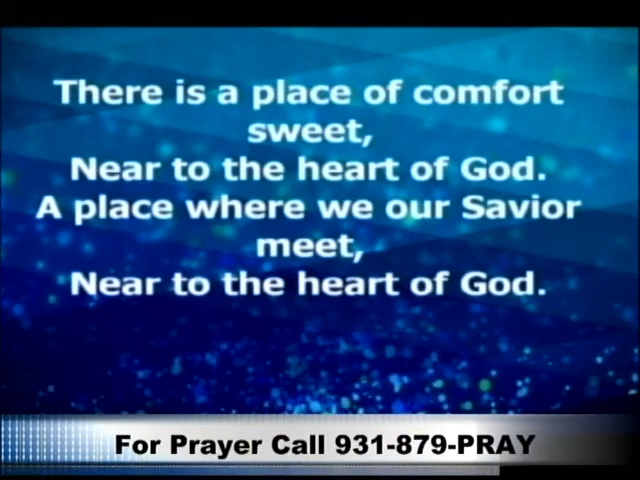 There is a place of comfort
sweet,
Near to the heart of God.
A place where we our Savior
meet,
Near to the heart of God.
For Prayer Call 931-879-PRAY